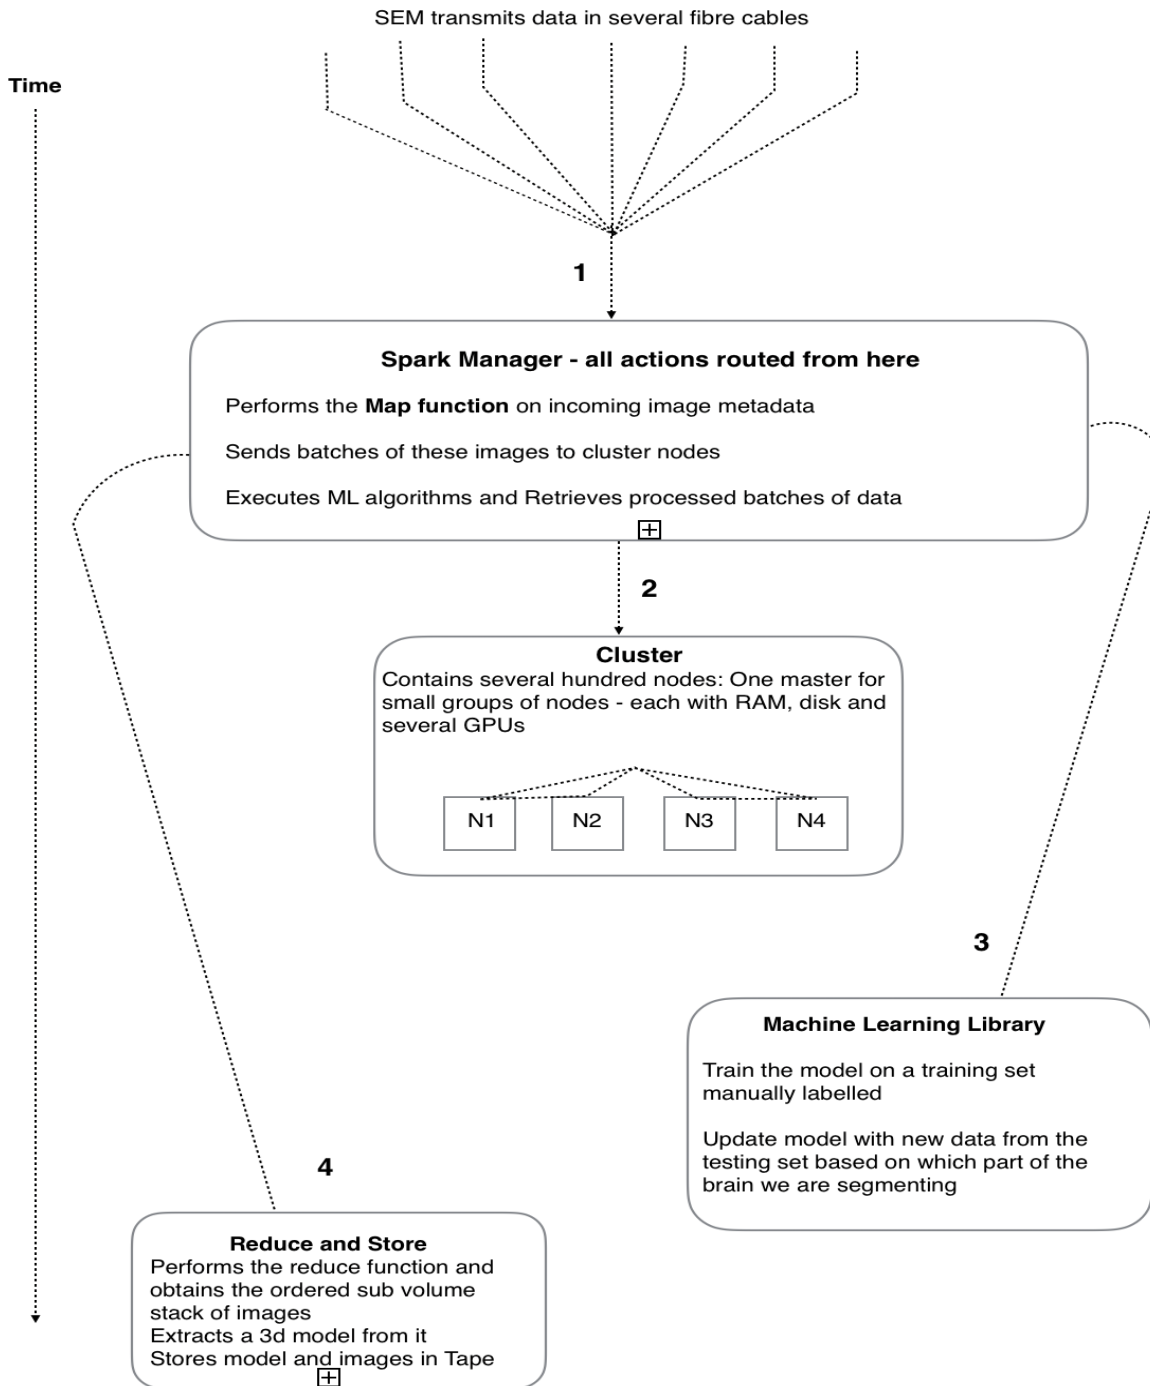 SEM transmits data in several fibre cables
Time
1
Spark Manager - all actions routed from here
Performs the Map function on incoming image metadata
Sends batches of these images to cluster nodes
Executes ML algorithms and Retrieves processed batches of data
2
Cluster
Contains several hundred nodes: One master for
small groups of nodes - each with RAM, disk and
several GPUs
N1
N2
N3
N4
3
Machine Learning Library
Train the model on a training set
manually labelled
Update model with new data from the
testing set based on which part of the
brain we are segmenting
4
Reduce and Store
Performs the reduce function and
obtains the ordered sub volume
stack of images
Extracts a 3d model from it
Stores model and images in Tape